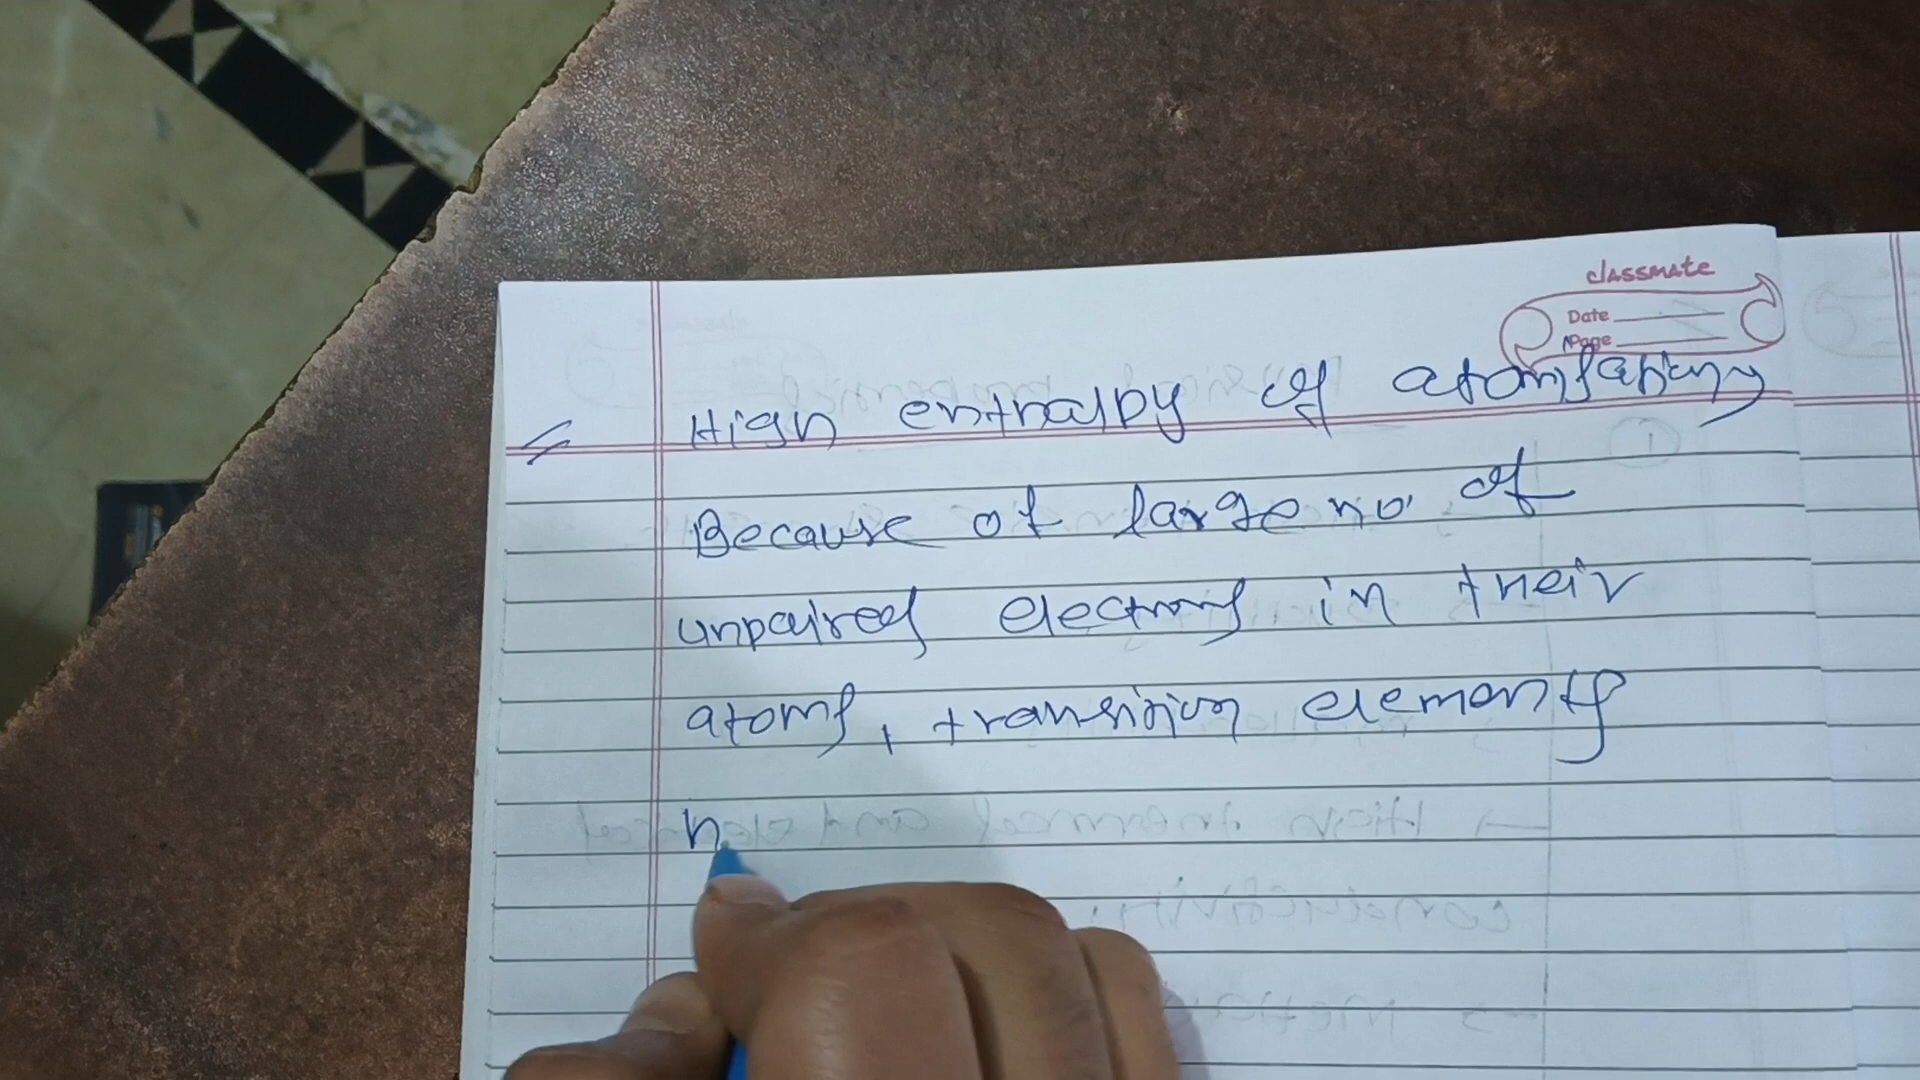 classmate
Date
Page
High enthalpy of atomisation
Because of large no. of
unpaired electrons in their
atoms, transition elements
h